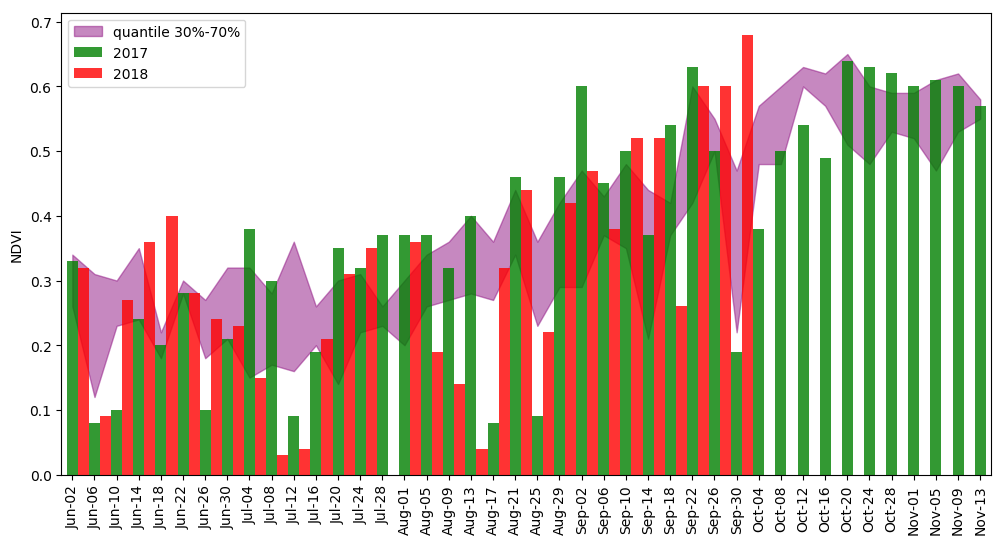 quantile 30%-70%
2017
2018
NDVI
0.7
0.6
0.5
0.4
0.3
0.2
0.1
0.0
Jun-02
Jun-06
Jun-10
Jun-14
Jun-18
Jun-22
Jun-26
Jun-30
Jul-04
Jul-08
Jul-12
Jul-16
Jul-20
Jul-24
Jul-28
Aug-01
Aug-05
Aug-09
Aug-13
Aug-17
Aug-21
Aug-25
Aug-29
Sep-02
Sep-06
Sep-10
Sep-14
Sep-18
Sep-22
Sep-26
Sep-30
Oct-04
Oct-08
Oct-12
Oct-16
Oct-20
Oct-24
Oct-28
Nov-01
Nov-05
Nov-09
Nov-13